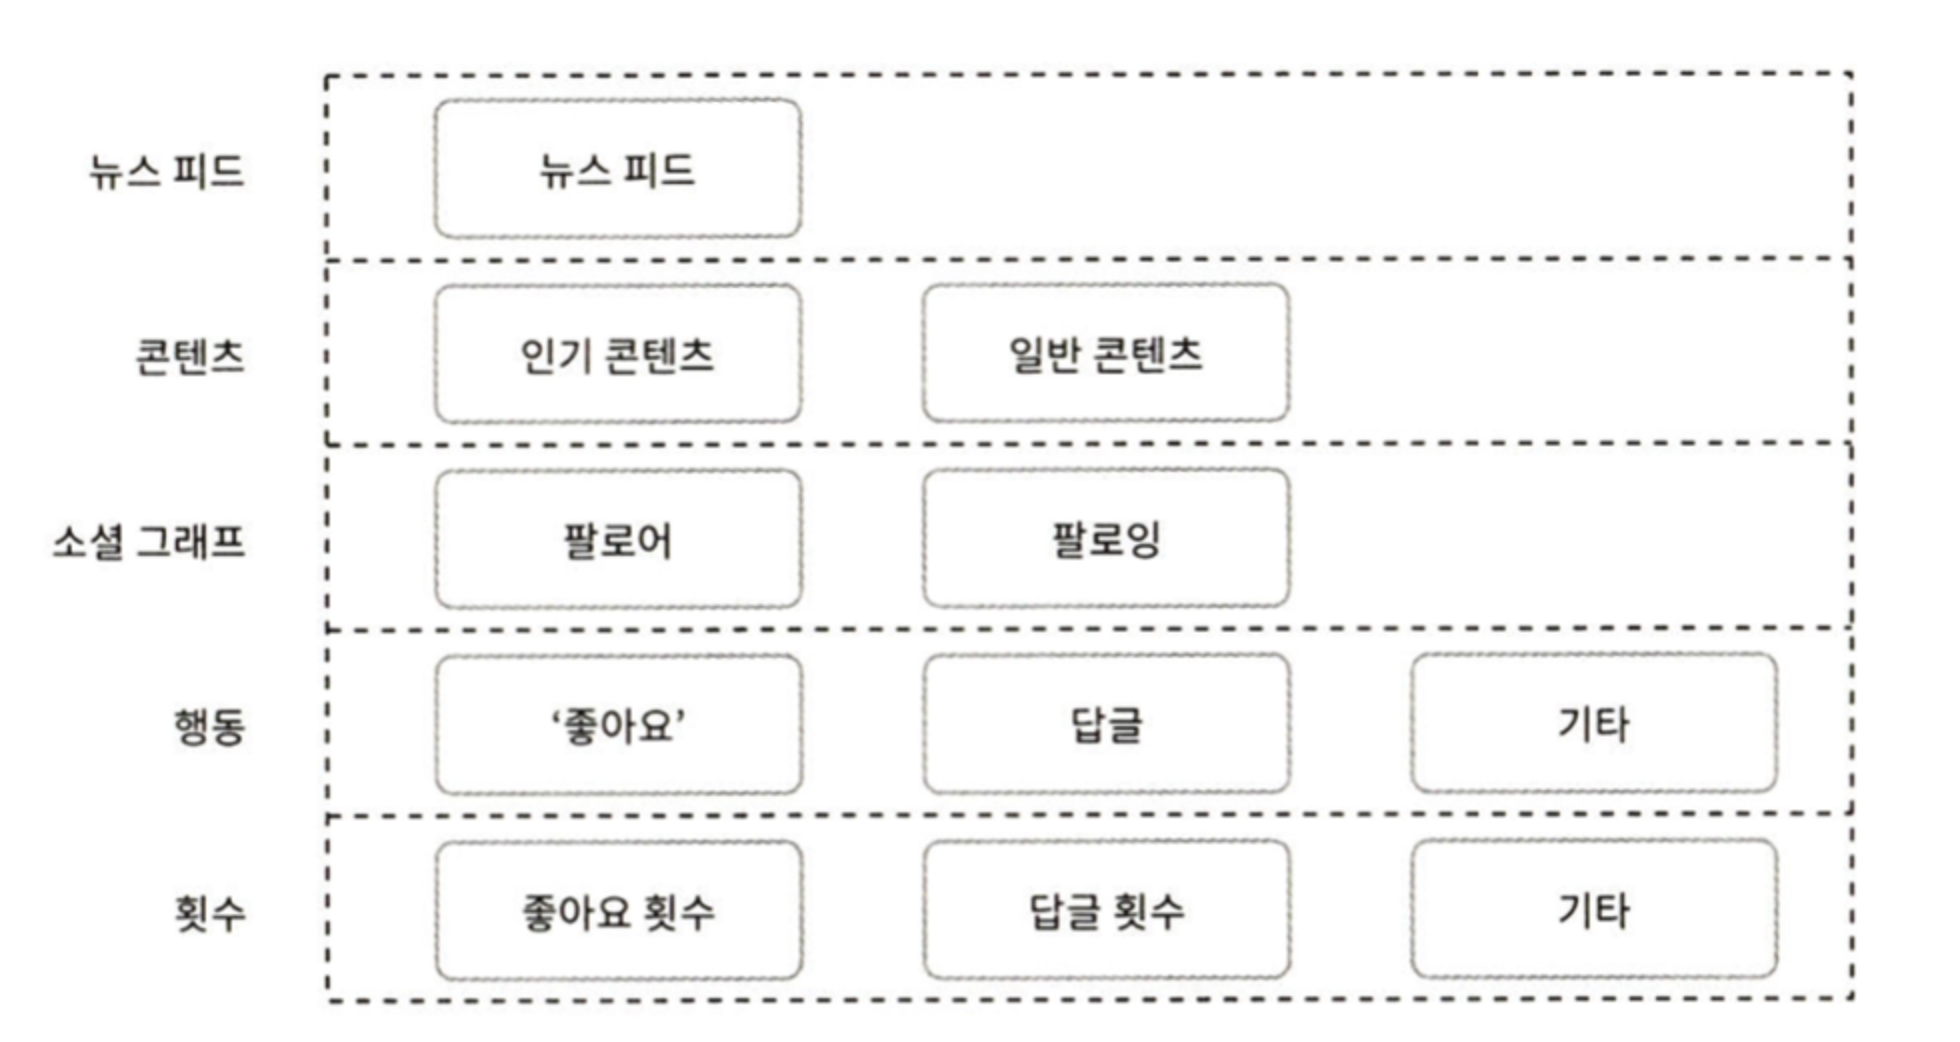 뉴스 피드
뉴스 피드
콘텐츠
인기 콘텐츠
일반 콘텐츠
소셜 그래프
팔로어
팔로잉
행동
‘좋아요’
답글
기타
횟수
좋아요 횟수
답글 횟수
기타